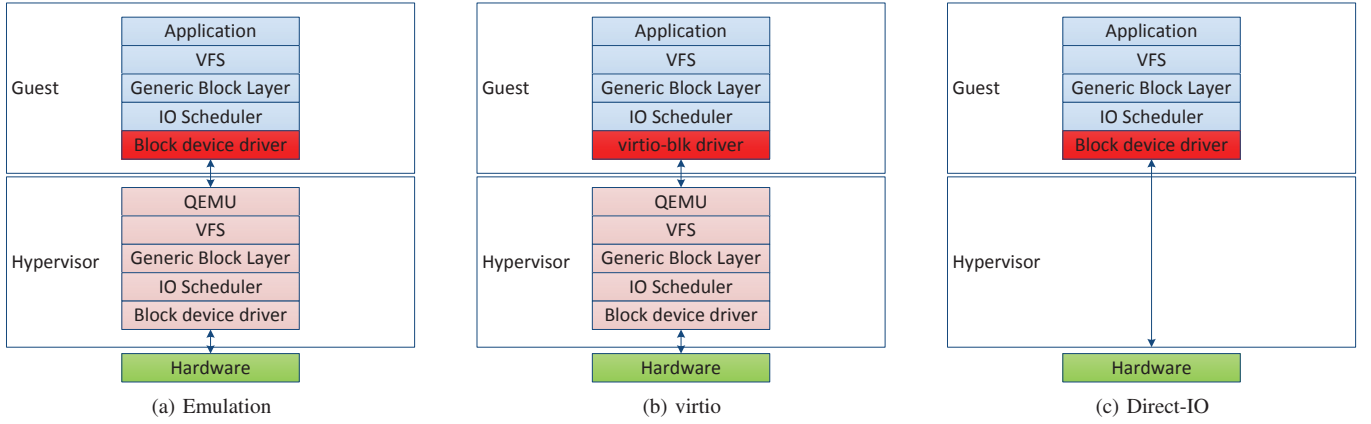 Guest
Application
VFS
Generic Block Layer
IO Scheduler
Block device driver
Hypervisor
QEMU
VFS
Generic Block Layer
IO Scheduler
Block device driver
Hardware
(a) Emulation
Guest
Application
VFS
Generic Block Layer
IO Scheduler
virtio-blk driver
Hypervisor
QEMU
VFS
Generic Block Layer
IO Scheduler
Block device driver
Hardware
(b) virtio
Guest
Application
VFS
Generic Block Layer
IO Scheduler
Block device driver
Hypervisor
Hardware
(c) Direct-IO